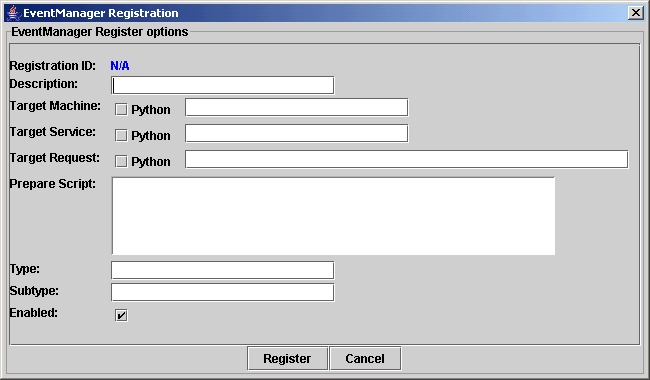 EventManager Registration
EventManager Register options
Registration ID: N/A
Description:
Target Machine: Python
Target Service: Python
Target Request: Python
Prepare Script:
Type:
Subtype:
Enabled:
Register Cancel